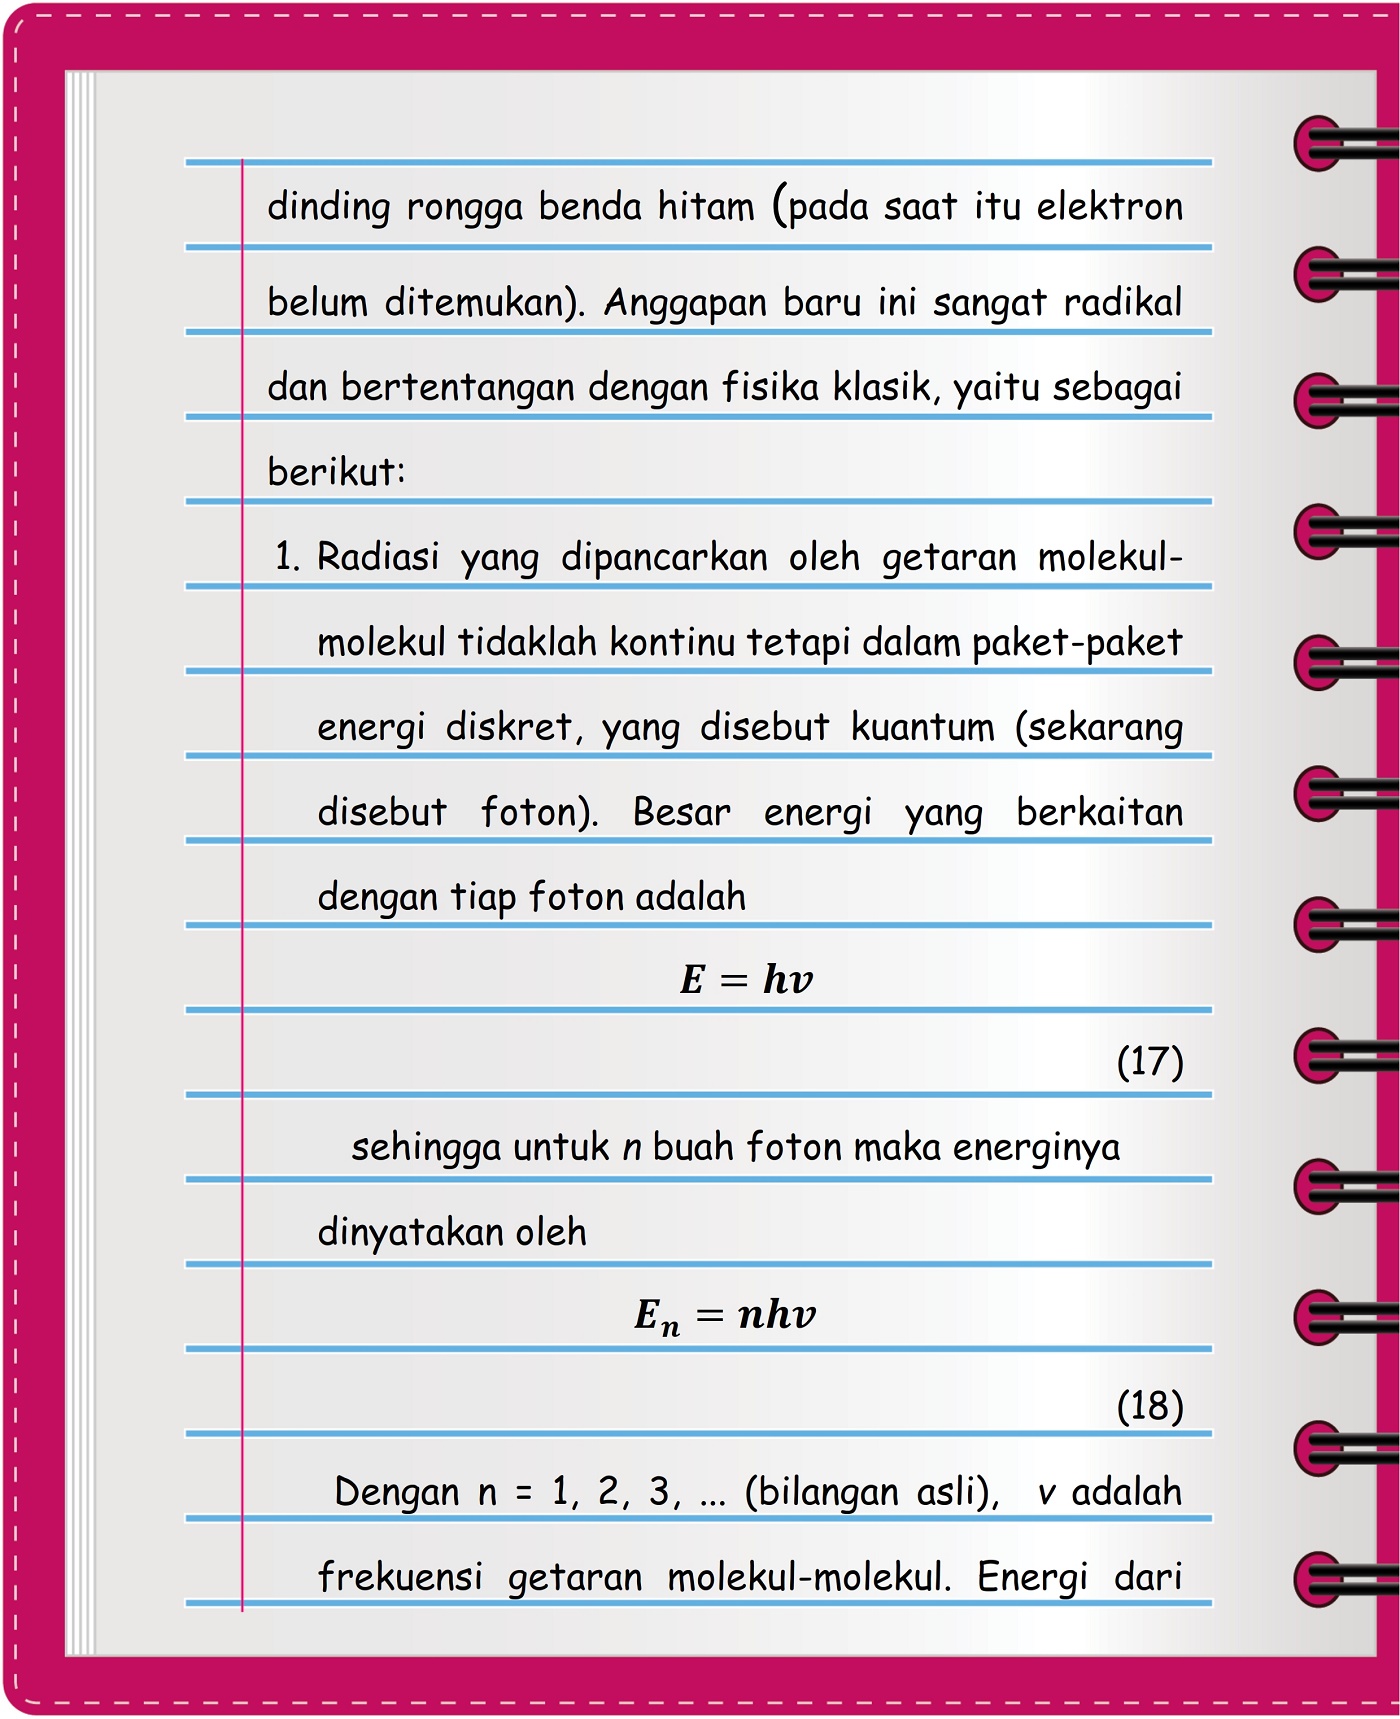 dinding rongga benda hitam (pada saat itu elektron
belum ditemukan). Anggapan baru ini sangat radikal
dan bertentangan dengan fisika klasik, yaitu sebagai
berikut:
1. Radiasi yang dipancarkan oleh getaran molekul-
molekul tidaklah kontinu tetapi dalam paket-paket
energi diskret, yang disebut kuantum (sekarang
disebut foton). Besar energi yang berkaitan
dengan tiap foton adalah
E = hv
(17)
sehingga untuk n buah foton maka energinya
dinyatakan oleh
Eₙ = nhv
(18)
Dengan n = 1, 2, 3, ... (bilangan asli), v adalah
frekuensi getaran molekul-molekul. Energi dari